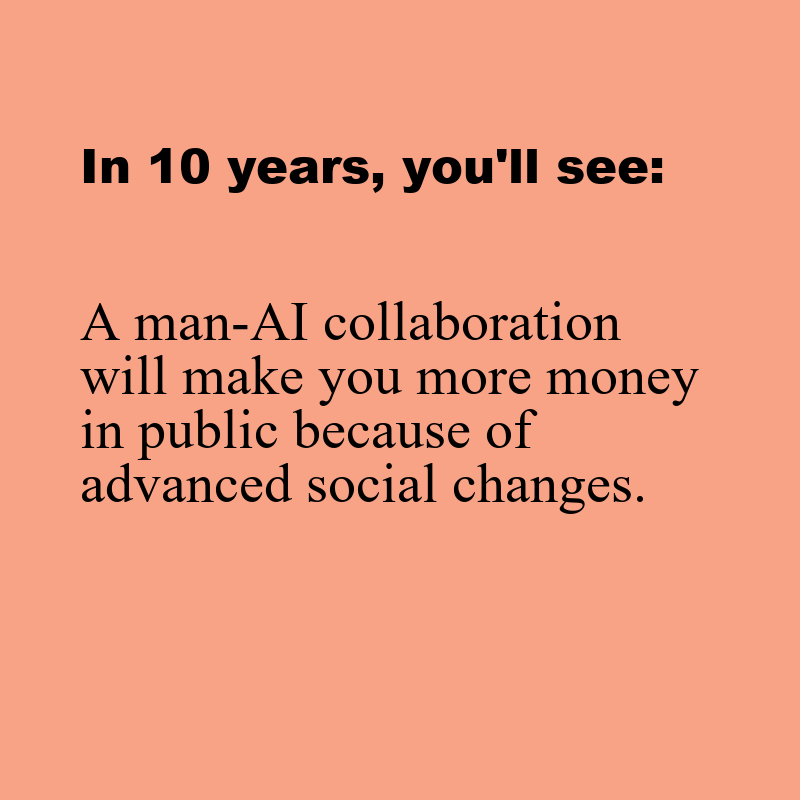 In 10 years, you'll see:
A man-AI collaboration
will make you more money
in public because of
advanced social changes.